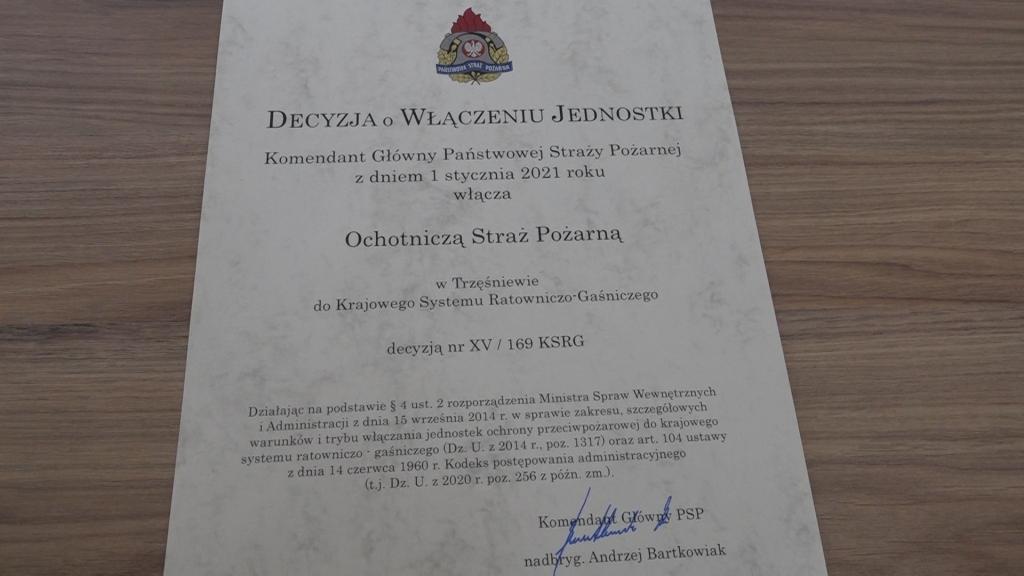 PAŃSTWOWA STRAŻ POŻARNA
DECYZJA O WŁĄCZENIU JEDNOSTKI
Komendant Główny Państwowej Straży Pożarnej
z dniem 1 stycznia 2021 roku
włącza
Ochotniczą Straż Pożarną
w Trzęśniewie
do Krajowego Systemu Ratowniczo-Gaśniczego
decyzją nr XV / 169 KSRG
Działając na podstawie § 4 ust. 2 rozporządzenia Ministra Spraw Wewnętrznych
i Administracji z dnia 15 września 2014 r. w sprawie zakresu, szczegółowych
warunków i trybu włączania jednostek ochrony przeciwpożarowej do krajowego
systemu ratowniczo - gaśniczego (Dz. U. z 2014 r., poz. 1317) oraz art. 104 ustawy
z dnia 14 czerwca 1960 r. Kodeks postępowania administracyjnego
(t.j. Dz. U. z 2020 r. poz. 256 z późn. zm.).
Komendant Główny PSP
nadbryg. Andrzej Bartkowiak